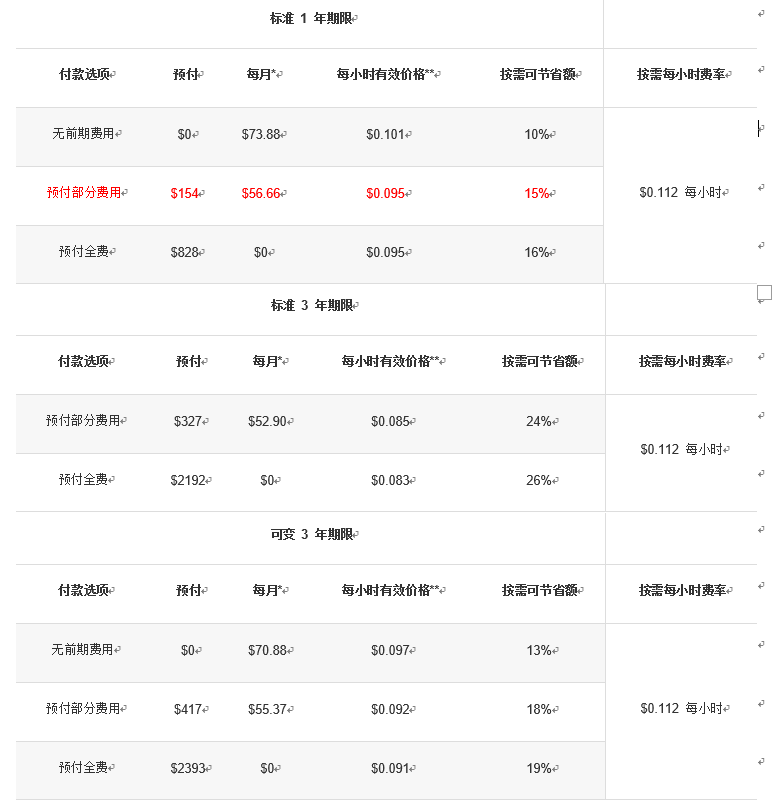 标准 1 年期限
付款选项 预付 每月* 每小时有效价格** 按需可节省额 按需每小时费率
无前期费用 $0 $73.88 $0.101 10%
预付部分费用 $154 $56.66 $0.095 15% $0.112 每小时
预付全费 $828 $0 $0.095 16%
标准 3 年期限
付款选项 预付 每月* 每小时有效价格** 按需可节省额 按需每小时费率
预付部分费用 $327 $52.90 $0.085 24%
$0.112 每小时
预付全费 $2192 $0 $0.083 26%
可变 3 年期限
付款选项 预付 每月* 每小时有效价格** 按需可节省额 按需每小时费率
无前期费用 $0 $70.88 $0.097 13%
预付部分费用 $417 $55.37 $0.092 18% $0.112 每小时
预付全费 $2393 $0 $0.091 19%